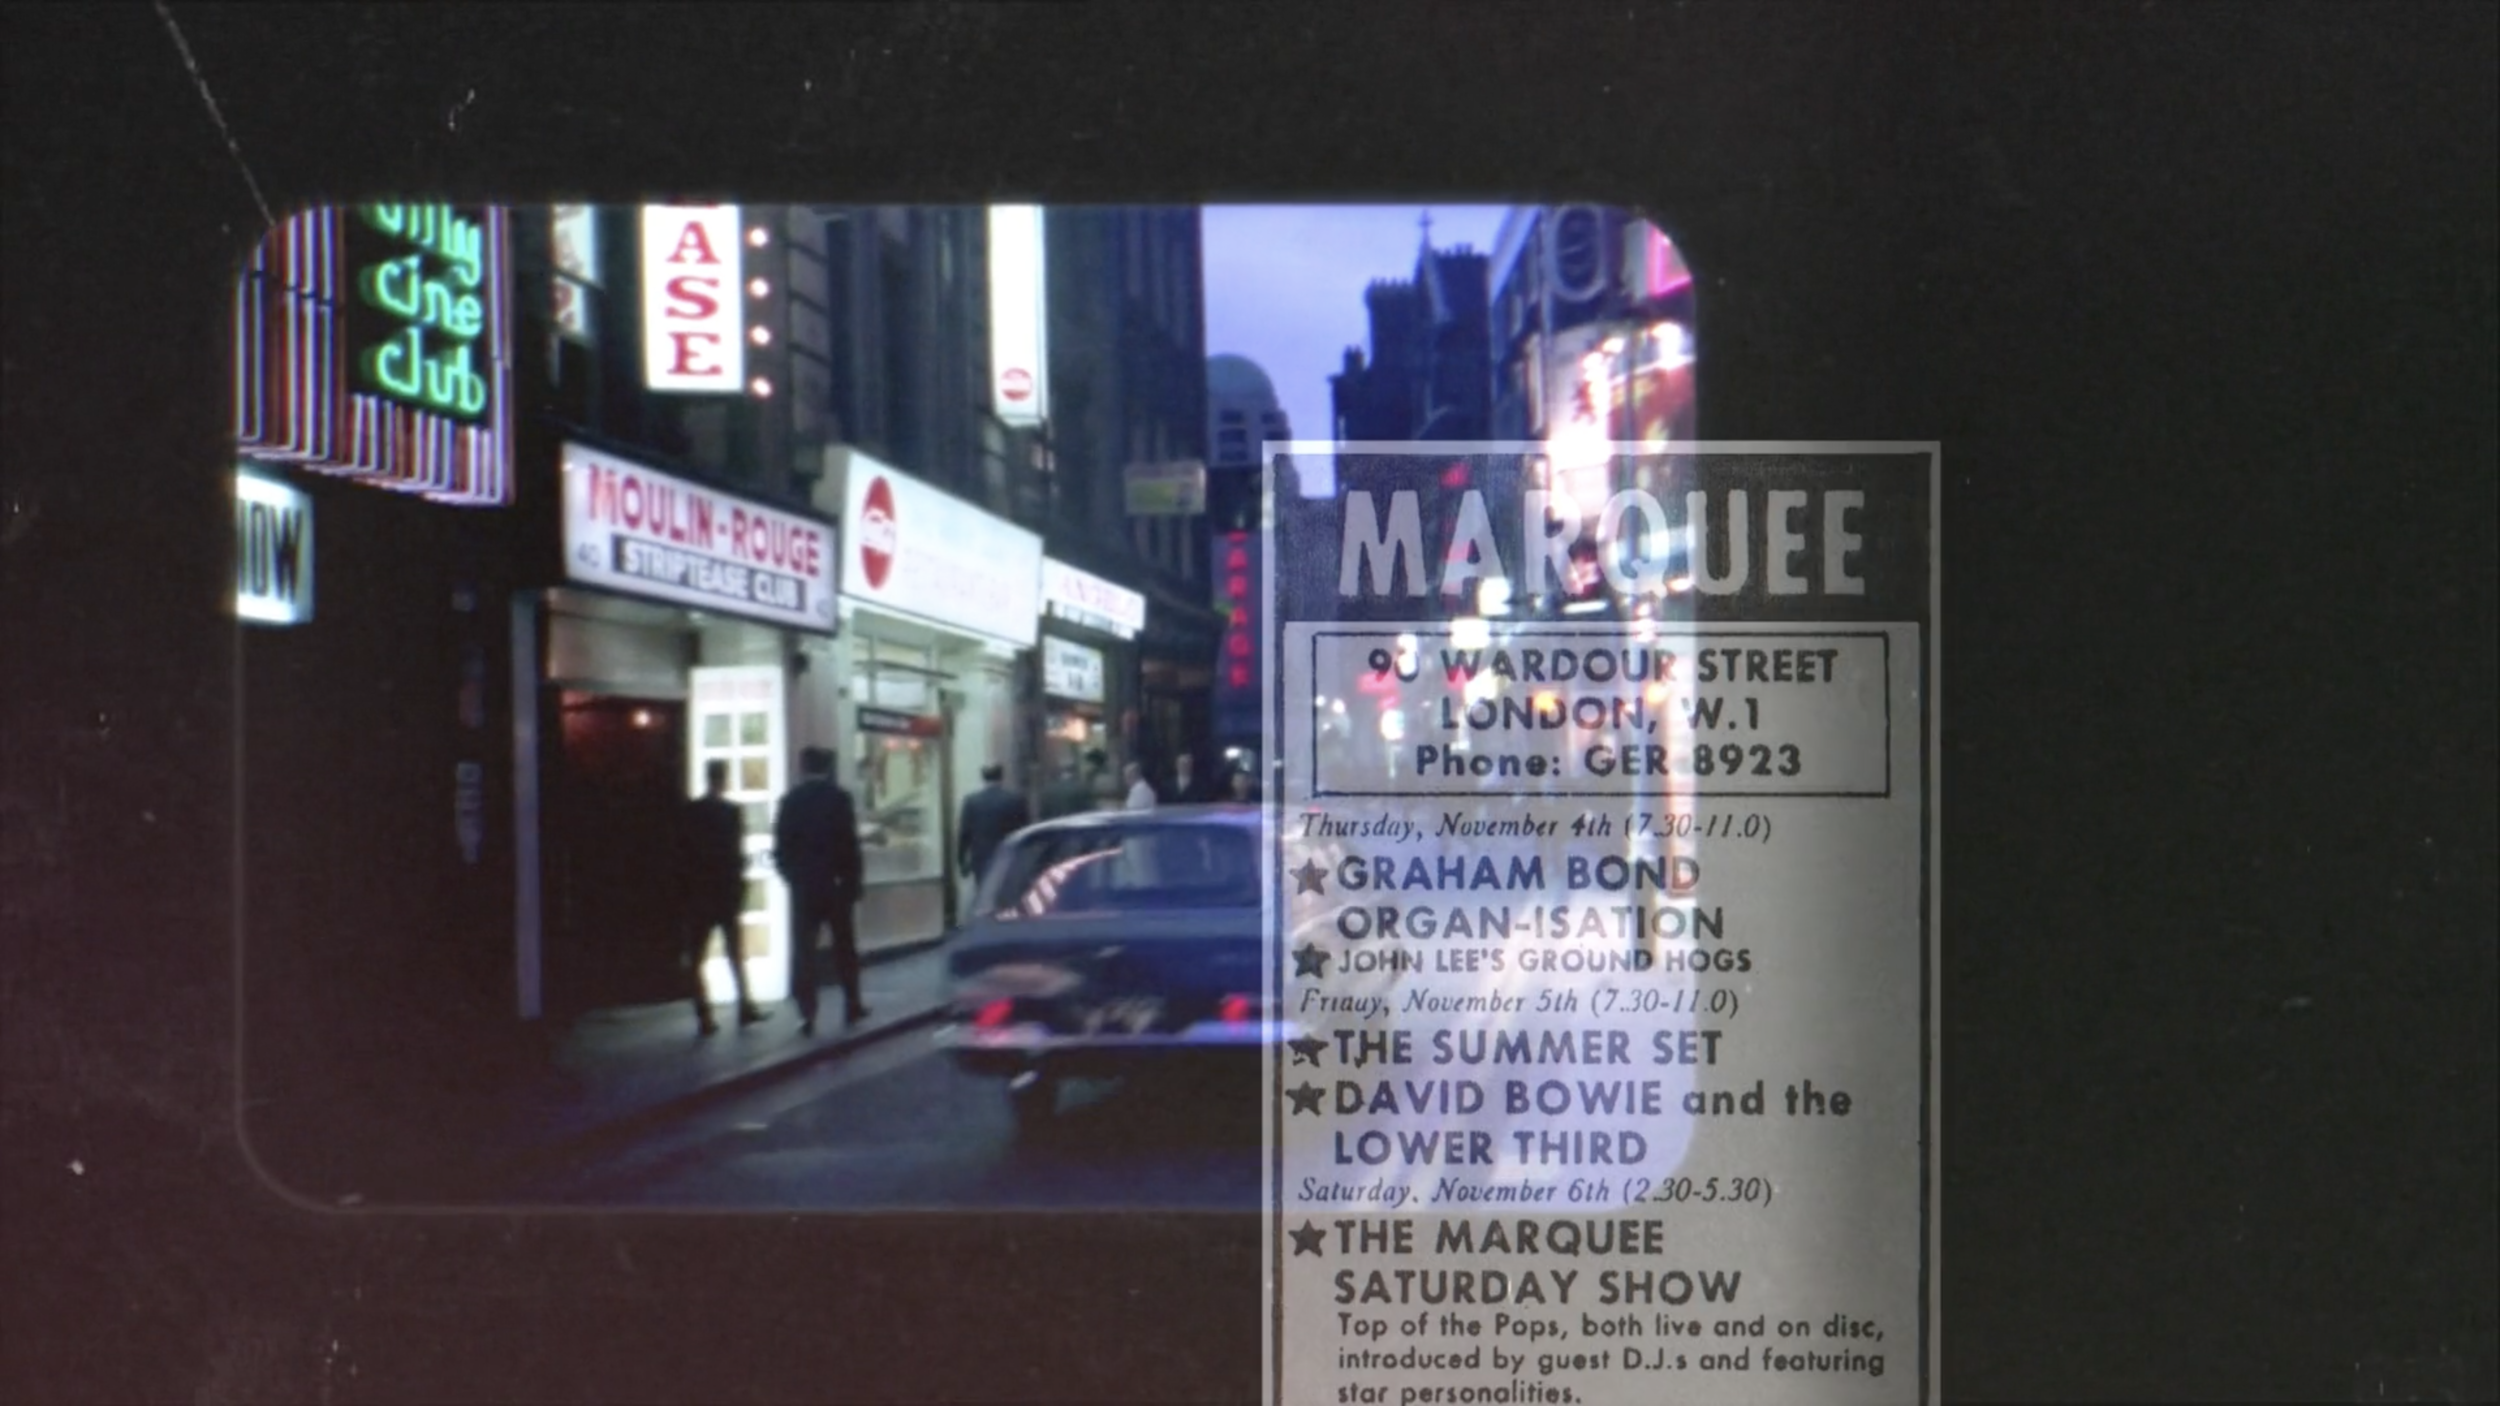 cine
club
ASE
MOULIN-ROUGE
40 STRIPTEASE CLUB
GARAGE
MARQUEE
90 WARDOUR STREET
LONDON, W.1
Phone: GER 8923
Thursday, November 4th (7.30-11.0)
★ GRAHAM BOND
ORGAN-ISATION
★ JOHN LEE'S GROUND HOGS
Friday, November 5th (7.30-11.0)
★ THE SUMMER SET
★ DAVID BOWIE and the
LOWER THIRD
Saturday, November 6th (2.30-5.30)
★ THE MARQUEE
SATURDAY SHOW
Top of the Pops, both live and on disc,
introduced by guest D.J.s and featuring
star personalities.